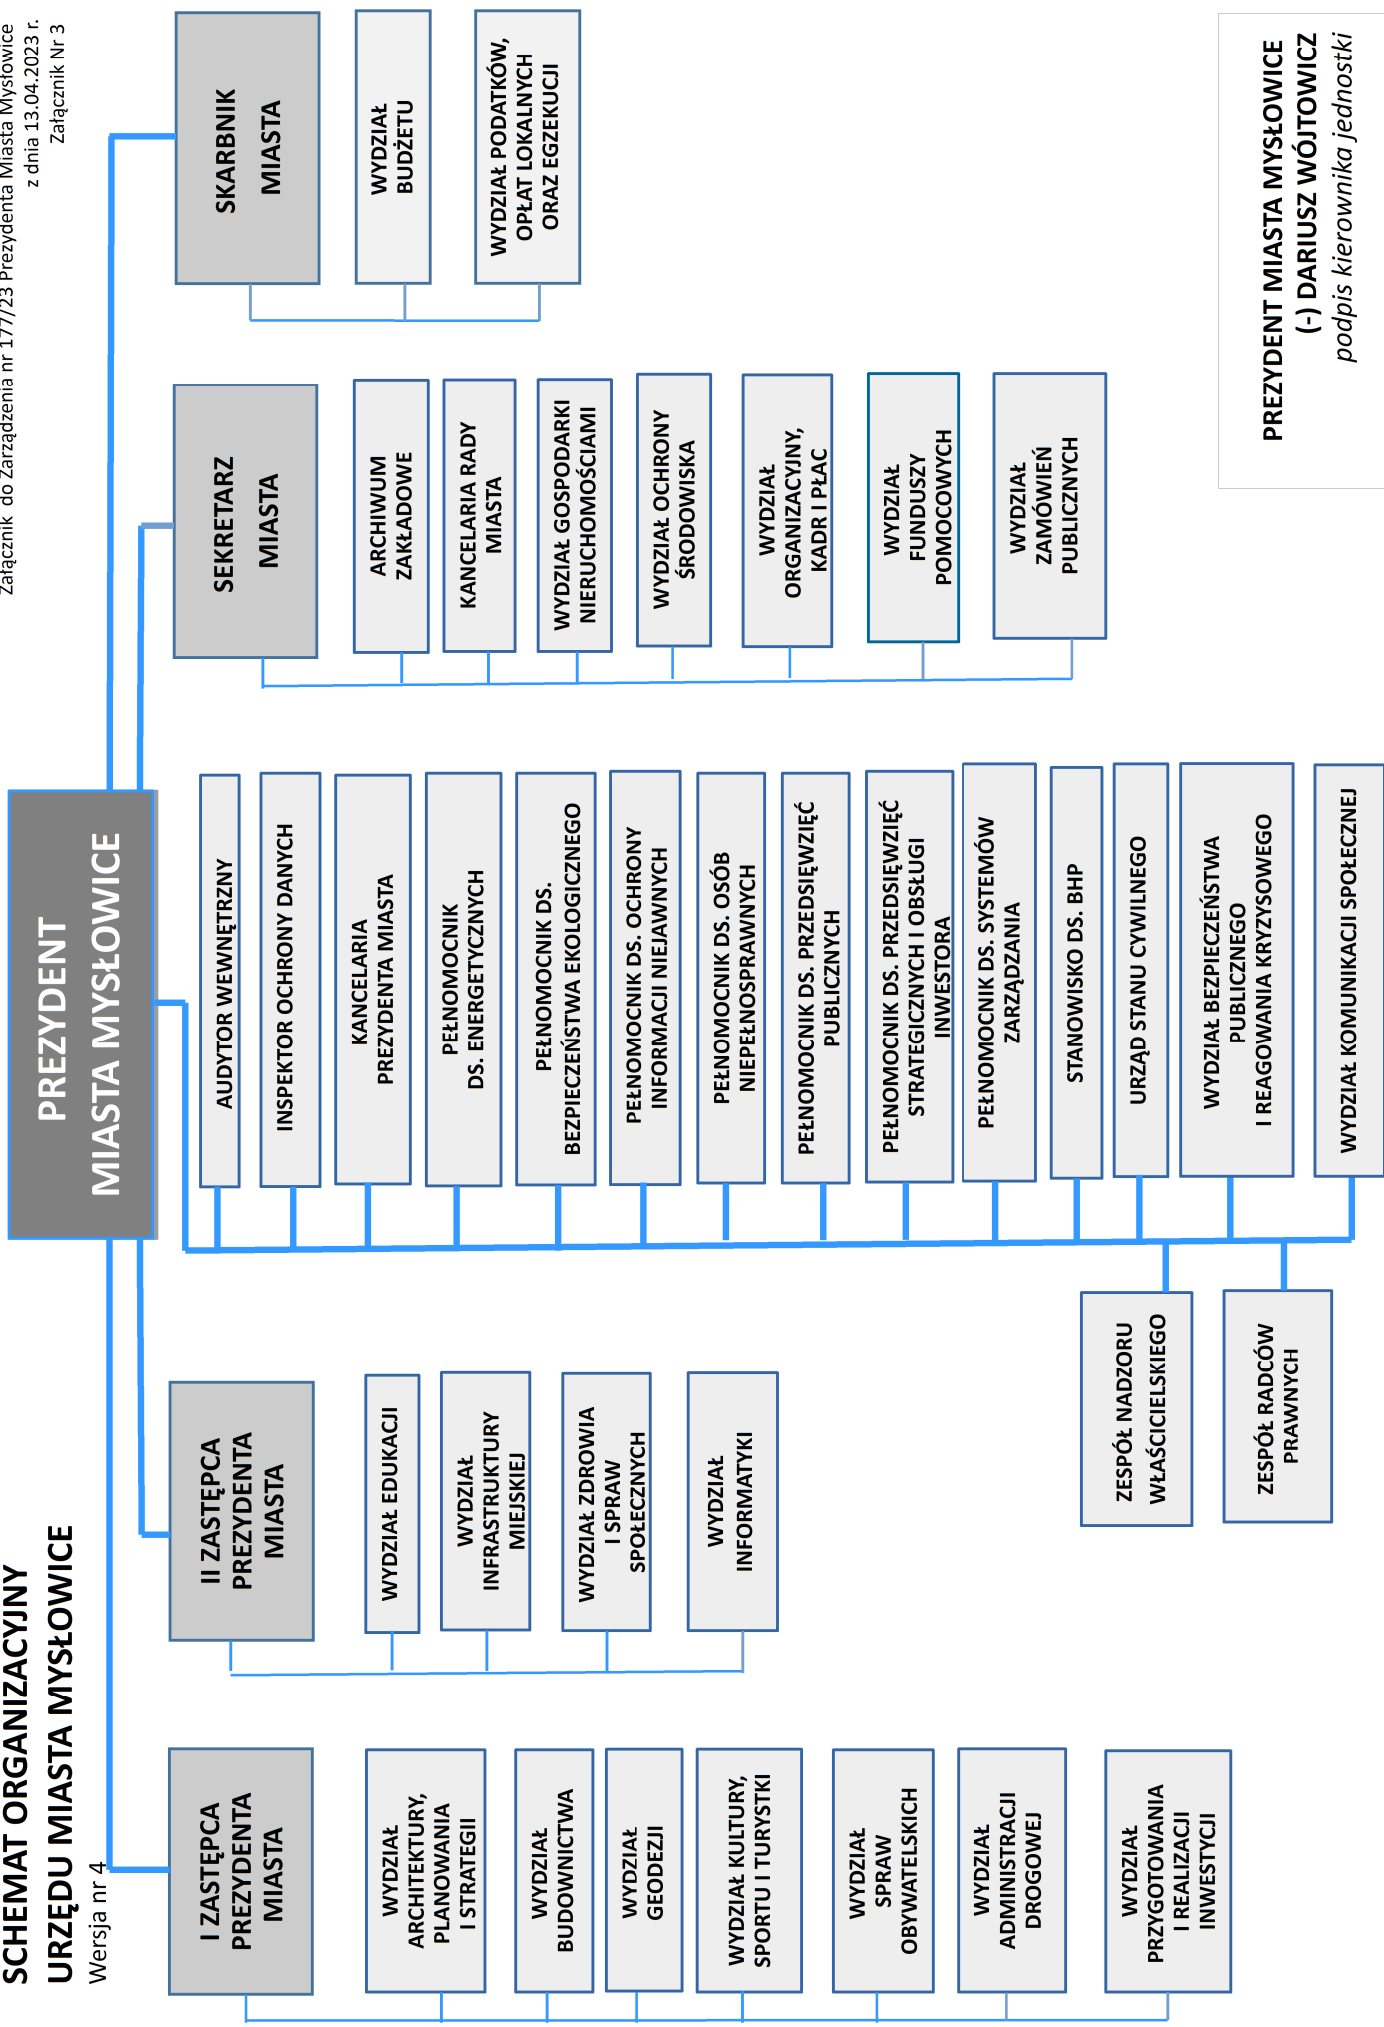 SCHEMAT ORGANIZACYJNY
URZĘDU MIASTA MYSŁOWICE
Wersja nr 4
Załącznik do Zarządzenia nr 177/23 Prezydenta Miasta Mysłowice
z dnia 13.04.2023 r.
Załącznik Nr 3
PREZYDENT
MIASTA MYSŁOWICE
I ZASTĘPCA
PREZYDENTA
MIASTA
WYDZIAŁ
ARCHITEKTURY,
PLANOWANIA
I STRATEGII
WYDZIAŁ
BUDOWNICTWA
WYDZIAŁ
GEODEZJI
WYDZIAŁ KULTURY,
SPORTU I TURYSTKI
WYDZIAŁ
SPRAW
OBYWATELSKICH
WYDZIAŁ
ADMINISTRACJI
DROGOWEJ
WYDZIAŁ
PRZYGOTOWANIA
I REALIZACJI
INWESTYCJI
II ZASTĘPCA
PREZYDENTA
MIASTA
WYDZIAŁ EDUKACJI
WYDZIAŁ
INFRASTRUKTURY
MIEJSKIEJ
WYDZIAŁ ZDROWIA
I SPRAW
SPOŁECZNYCH
WYDZIAŁ
INFORMATYKI
ZESPÓŁ NADZORU
WŁAŚCICIELSKIEGO
ZESPÓŁ RADCÓW
PRAWNYCH
AUDYTOR WEWNĘTRZNY
INSPEKTOR OCHRONY DANYCH
KANCELARIA
PREZYDENTA MIASTA
PEŁNOMOCNIK
DS. ENERGETYCZNYCH
PEŁNOMOCNIK DS.
BEZPIECZEŃSTWA EKOLOGICZNEGO
PEŁNOMOCNIK DS. OCHRONY
INFORMACJI NIEJAWNYCH
PEŁNOMOCNIK DS. OSÓB
NIEPEŁNOSPRAWNYCH
PEŁNOMOCNIK DS. PRZEDSIĘWZIĘĆ
PUBLICZNYCH
PEŁNOMOCNIK DS. PRZEDSIĘWZIĘĆ
STRATEGICZNYCH I OBSŁUGI
INWESTORA
PEŁNOMOCNIK DS. SYSTEMÓW
ZARZĄDZANIA
STANOWISKO DS. BHP
URZĄD STANU CYWILNEGO
WYDZIAŁ BEZPIECZEŃSTWA
PUBLICZNEGO
I REAGOWANIA KRYZYSOWEGO
WYDZIAŁ KOMUNIKACJI SPOŁECZNEJ
SEKRETARZ
MIASTA
ARCHIWUM
ZAKŁADOWE
KANCELARIA RADY
MIASTA
WYDZIAŁ GOSPODARKI
NIERUCHOMOŚCIAMI
WYDZIAŁ OCHRONY
ŚRODOWISKA
WYDZIAŁ
ORGANIZACYJNY,
KADR I PŁAC
WYDZIAŁ
FUNDUSZY
POMOCOWYCH
WYDZIAŁ
ZAMÓWIEŃ
PUBLICZNYCH
SKARBNIK
MIASTA
WYDZIAŁ
BUDŻETU
WYDZIAŁ PODATKÓW,
OPŁAT LOKALNYCH
ORAZ EGZEKUCJI
PREZYDENT MIASTA MYSŁOWICE
(-) DARIUSZ WÓJTOWICZ
podpis kierownika jednostki